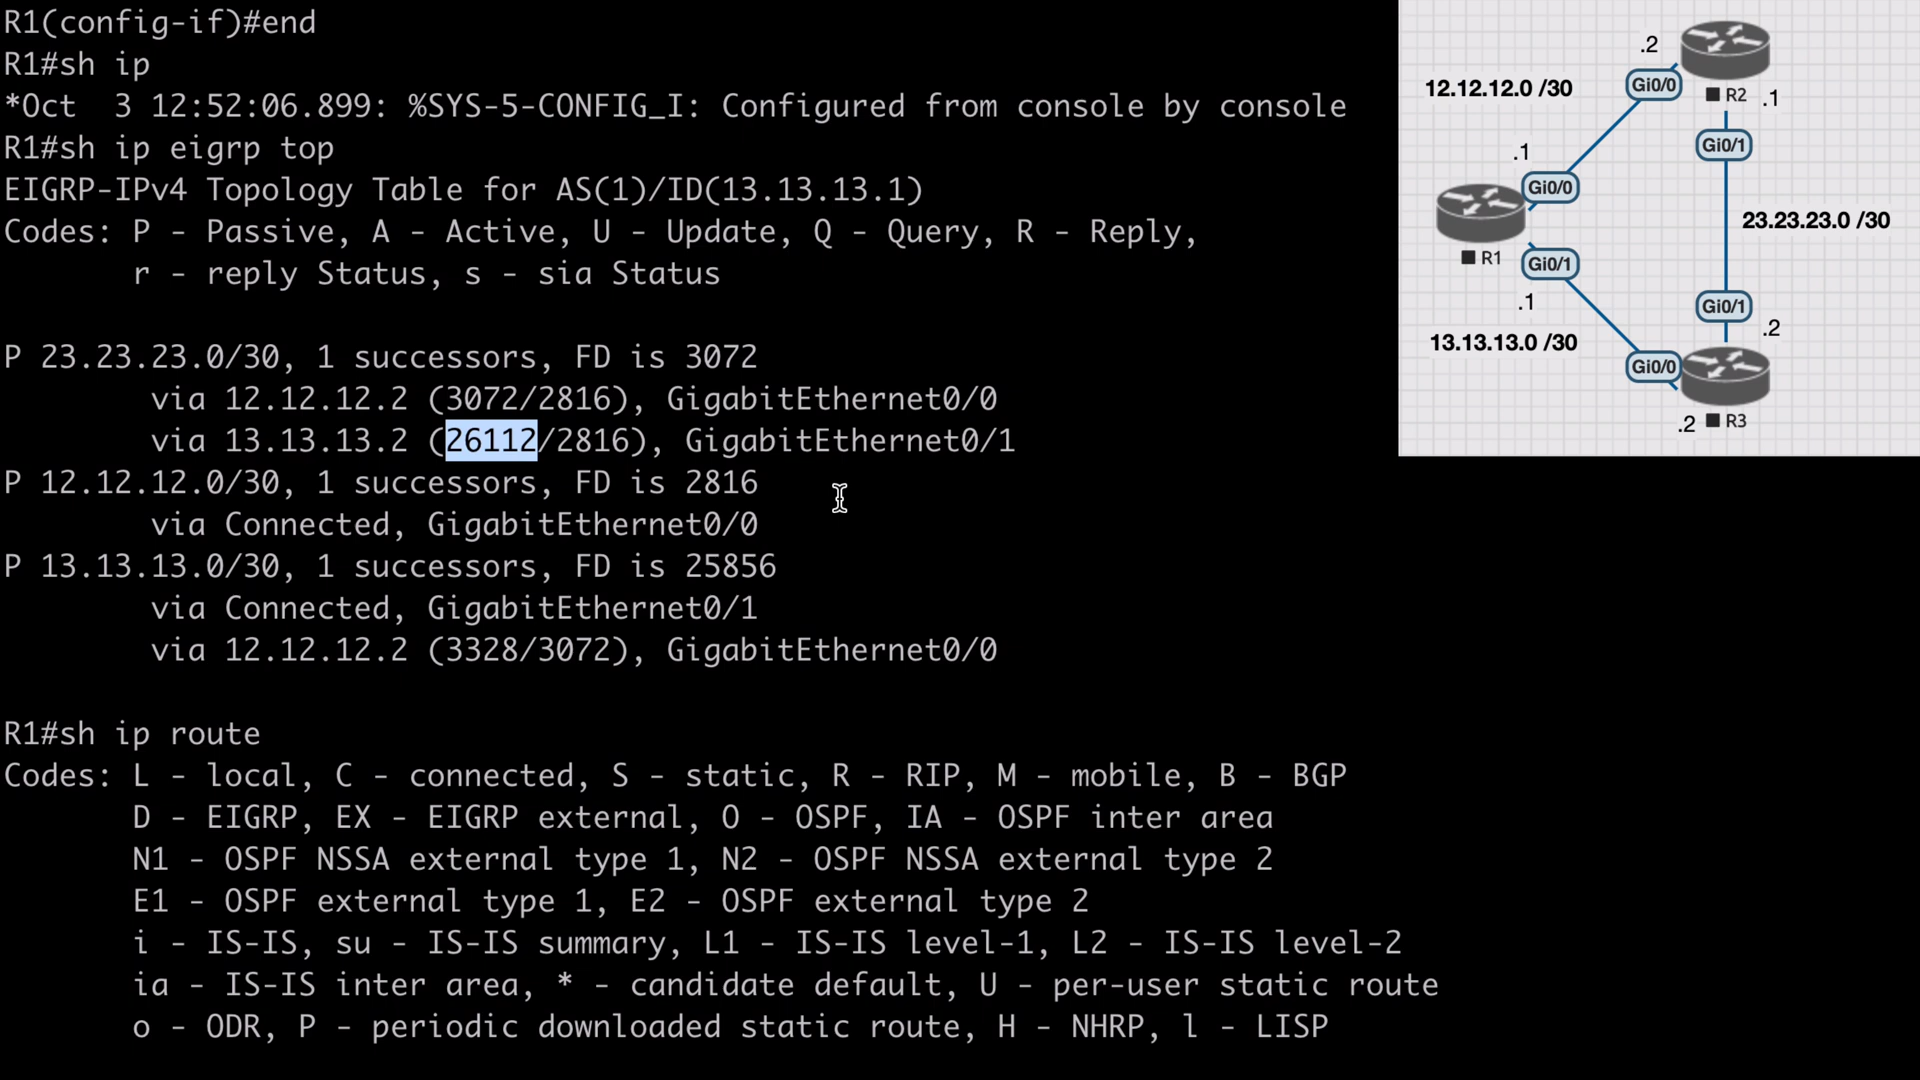 R1(config-if)#end
R1#sh ip
*Oct  3 12:52:06.899: %SYS-5-CONFIG_I: Configured from console by console
R1#sh ip eigrp top
EIGRP-IPv4 Topology Table for AS(1)/ID(13.13.13.1)
Codes: P - Passive, A - Active, U - Update, Q - Query, R - Reply,
       r - reply Status, s - sia Status

P 23.23.23.0/30, 1 successors, FD is 3072
        via 12.12.12.2 (3072/2816), GigabitEthernet0/0
        via 13.13.13.2 (26112/2816), GigabitEthernet0/1
P 12.12.12.0/30, 1 successors, FD is 2816
        via Connected, GigabitEthernet0/0
P 13.13.13.0/30, 1 successors, FD is 25856
        via Connected, GigabitEthernet0/1
        via 12.12.12.2 (3328/3072), GigabitEthernet0/0

R1#sh ip route
Codes: L - local, C - connected, S - static, R - RIP, M - mobile, B - BGP
       D - EIGRP, EX - EIGRP external, O - OSPF, IA - OSPF inter area
       N1 - OSPF NSSA external type 1, N2 - OSPF NSSA external type 2
       E1 - OSPF external type 1, E2 - OSPF external type 2
       i - IS-IS, su - IS-IS summary, L1 - IS-IS level-1, L2 - IS-IS level-2
       ia - IS-IS inter area, * - candidate default, U - per-user static route
       o - ODR, P - periodic downloaded static route, H - NHRP, l - LISP
.2
12.12.12.0 /30
Gi0/0
R2
.1
Gi0/1
.1
Gi0/0
23.23.23.0 /30
R1
Gi0/1
.1
Gi0/1
.2
13.13.13.0 /30
Gi0/0
.2
R3